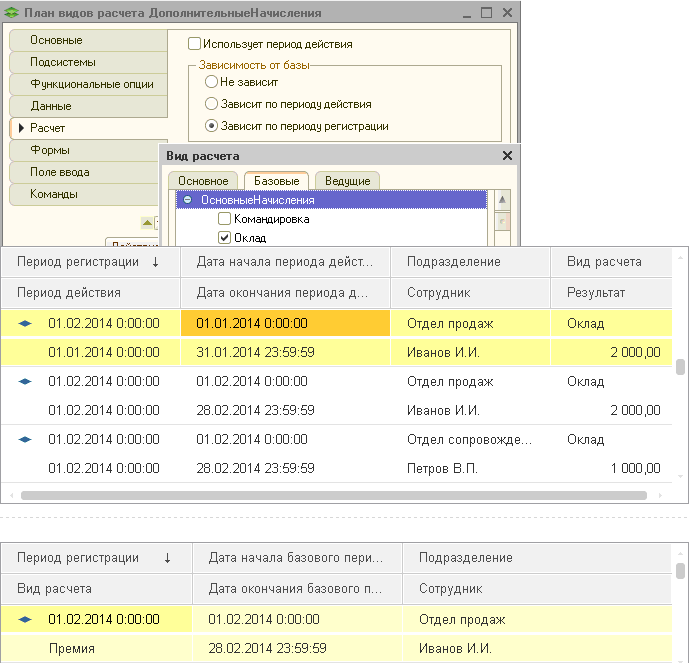 План видов расчета ДополнительныеНачисления
Основные
Подсистемы
Функциональные опции
Данные
Расчет
Формы
Поле ввода
Команды
Использует период действия
Зависимость от базы
Не зависит
Зависит по периоду действия
Зависит по периоду регистрации
Вид расчета
Основное Базовые Ведущие
ОсновныеНачисления
Командировка
Оклад
Период регистрации ↓ Дата начала периода дейст... Подразделение Вид расчета
Период действия Дата окончания периода д... Сотрудник Результат
01.02.2014 0:00:00 01.01.2014 0:00:00 Отдел продаж Оклад
01.01.2014 0:00:00 31.01.2014 23:59:59 Иванов И.И. 2 000,00
01.02.2014 0:00:00 01.02.2014 0:00:00 Отдел продаж Оклад
01.02.2014 0:00:00 28.02.2014 23:59:59 Иванов И.И. 2 000,00
01.02.2014 0:00:00 01.02.2014 0:00:00 Отдел сопровожде... Оклад
01.02.2014 0:00:00 28.02.2014 23:59:59 Петров В.П. 1 000,00
Период регистрации ↓ Дата начала базового пери... Подразделение
Вид расчета Дата окончания базового п... Сотрудник
01.02.2014 0:00:00 01.02.2014 0:00:00 Отдел продаж
Премия 28.02.2014 23:59:59 Иванов И.И.